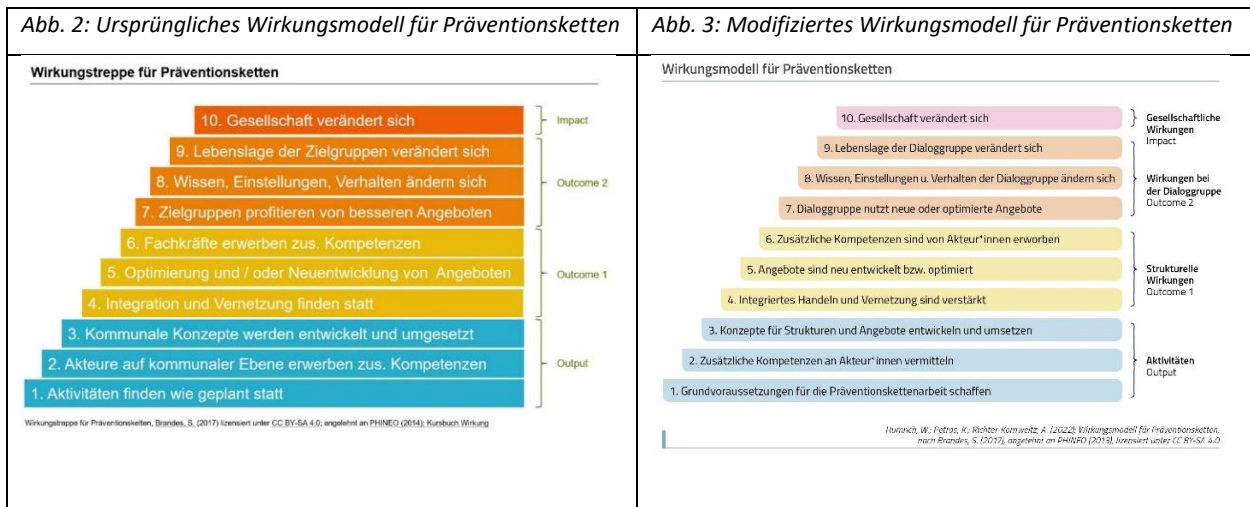 Abb. 2: Ursprüngliches Wirkungsmodell für Präventionsketten
Wirkungstreppe für Präventionsketten
10. Gesellschaft verändert sich
Impact
9. Lebenslage der Zielgruppen verändert sich
8. Wissen, Einstellungen, Verhalten ändern sich
Outcome 2
7. Zielgruppen profitieren von besseren Angeboten
6. Fachkräfte erwerben zus. Kompetenzen
5. Optimierung und / oder Neuentwicklung von Angeboten
Outcome 1
4. Integration und Vernetzung finden statt
3. Kommunale Konzepte werden entwickelt und umgesetzt
2. Akteure auf kommunaler Ebene erwerben zus. Kompetenzen
Output
1. Aktivitäten finden wie geplant statt
Wirkungstreppe für Präventionsketten, Brandes, S. (2017) lizensiert unter CC BY-SA 4.0; angelehnt an PHINEO (2014): Kursbuch Wirkung
Abb. 3: Modifiziertes Wirkungsmodell für Präventionsketten
Wirkungsmodell für Präventionsketten
10. Gesellschaft verändert sich
Gesellschaftliche
Wirkungen
Impact
9. Lebenslage der Dialoggruppe verändert sich
8. Wissen, Einstellungen u. Verhalten der Dialoggruppe ändern sich
Wirkungen bei
der Dialoggruppe
Outcome 2
7. Dialoggruppe nutzt neue oder optimierte Angebote
6. Zusätzliche Kompetenzen sind von Akteur*innen erworben
5. Angebote sind neu entwickelt bzw. optimiert
Strukturelle
Wirkungen
Outcome 1
4. Integriertes Handeln und Vernetzung sind verstärkt
3. Konzepte für Strukturen und Angebote entwickeln und umsetzen
2. Zusätzliche Kompetenzen an Akteur*innen vermitteln
Aktivitäten
Output
1. Grundvoraussetzungen für die Präventionskettenarbeit schaffen
Humrich, W.; Petras, K.; Richter-Kornweitz, A. (2022): Wirkungsmodell für Präventionsketten,
nach Brandes, S. (2017), angelehnt an PHINEO (2013), lizensiert unter CC BY-SA 4.0